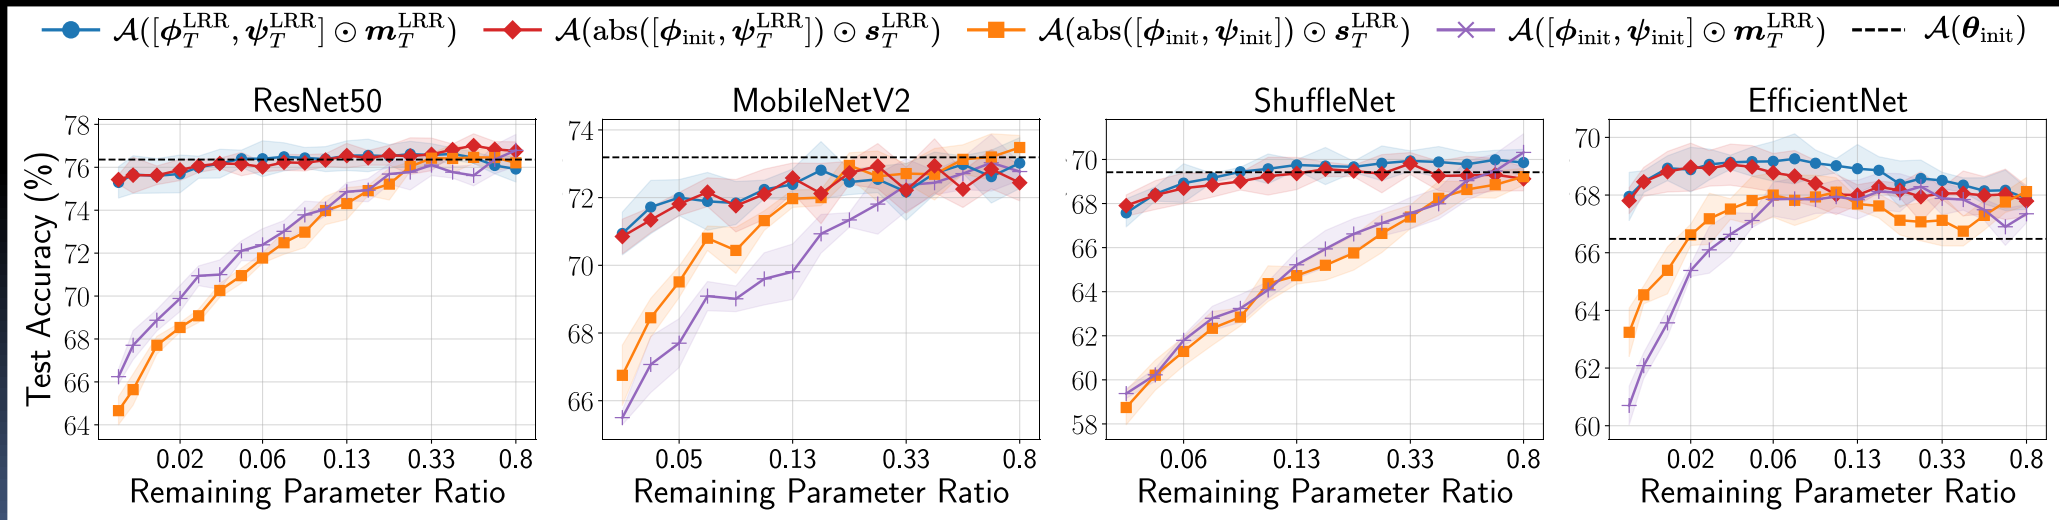 𝒜([ϕ_T^LRR, ψ_T^LRR] ⊙ m_T^LRR) 𝒜(abs([ϕ_init, ψ_T^LRR]) ⊙ s_T^LRR) 𝒜(abs([ϕ_init, ψ_init]) ⊙ s_T^LRR) 𝒜([ϕ_init, ψ_init] ⊙ m_T^LRR) 𝒜(θ_init)
ResNet50 MobileNetV2 ShuffleNet EfficientNet
Test Accuracy (%)
78
76
74
72
70
68
66
64
0.02 0.06 0.13 0.33 0.8
Remaining Parameter Ratio
74
72
70
68
66
0.05 0.13 0.33 0.8
Remaining Parameter Ratio
70
68
66
64
62
60
58
0.06 0.13 0.33 0.8
Remaining Parameter Ratio
70
68
66
64
62
60
0.02 0.06 0.13 0.33 0.8
Remaining Parameter Ratio